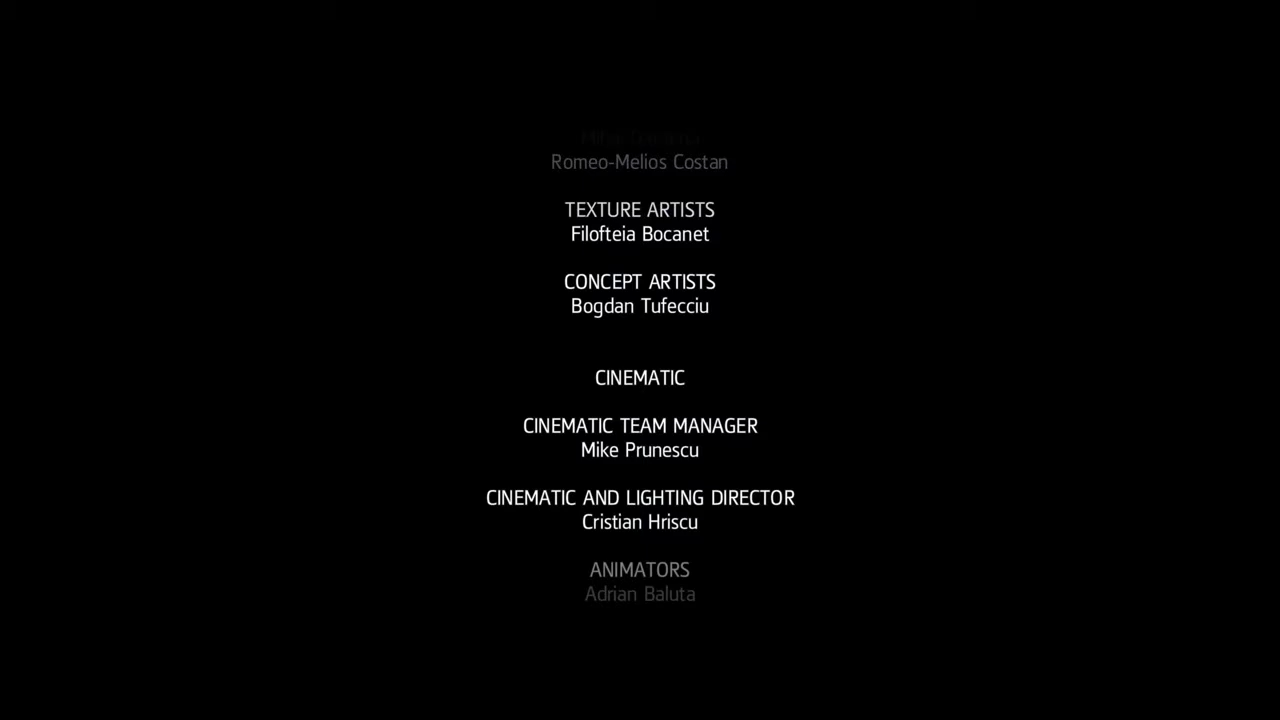 Romeo-Melios Costan
TEXTURE ARTISTS
Filofteia Bocanet
CONCEPT ARTISTS
Bogdan Tufecciu
CINEMATIC
CINEMATIC TEAM MANAGER
Mike Prunescu
CINEMATIC AND LIGHTING DIRECTOR
Cristian Hriscu
ANIMATORS
Adrian Baluta